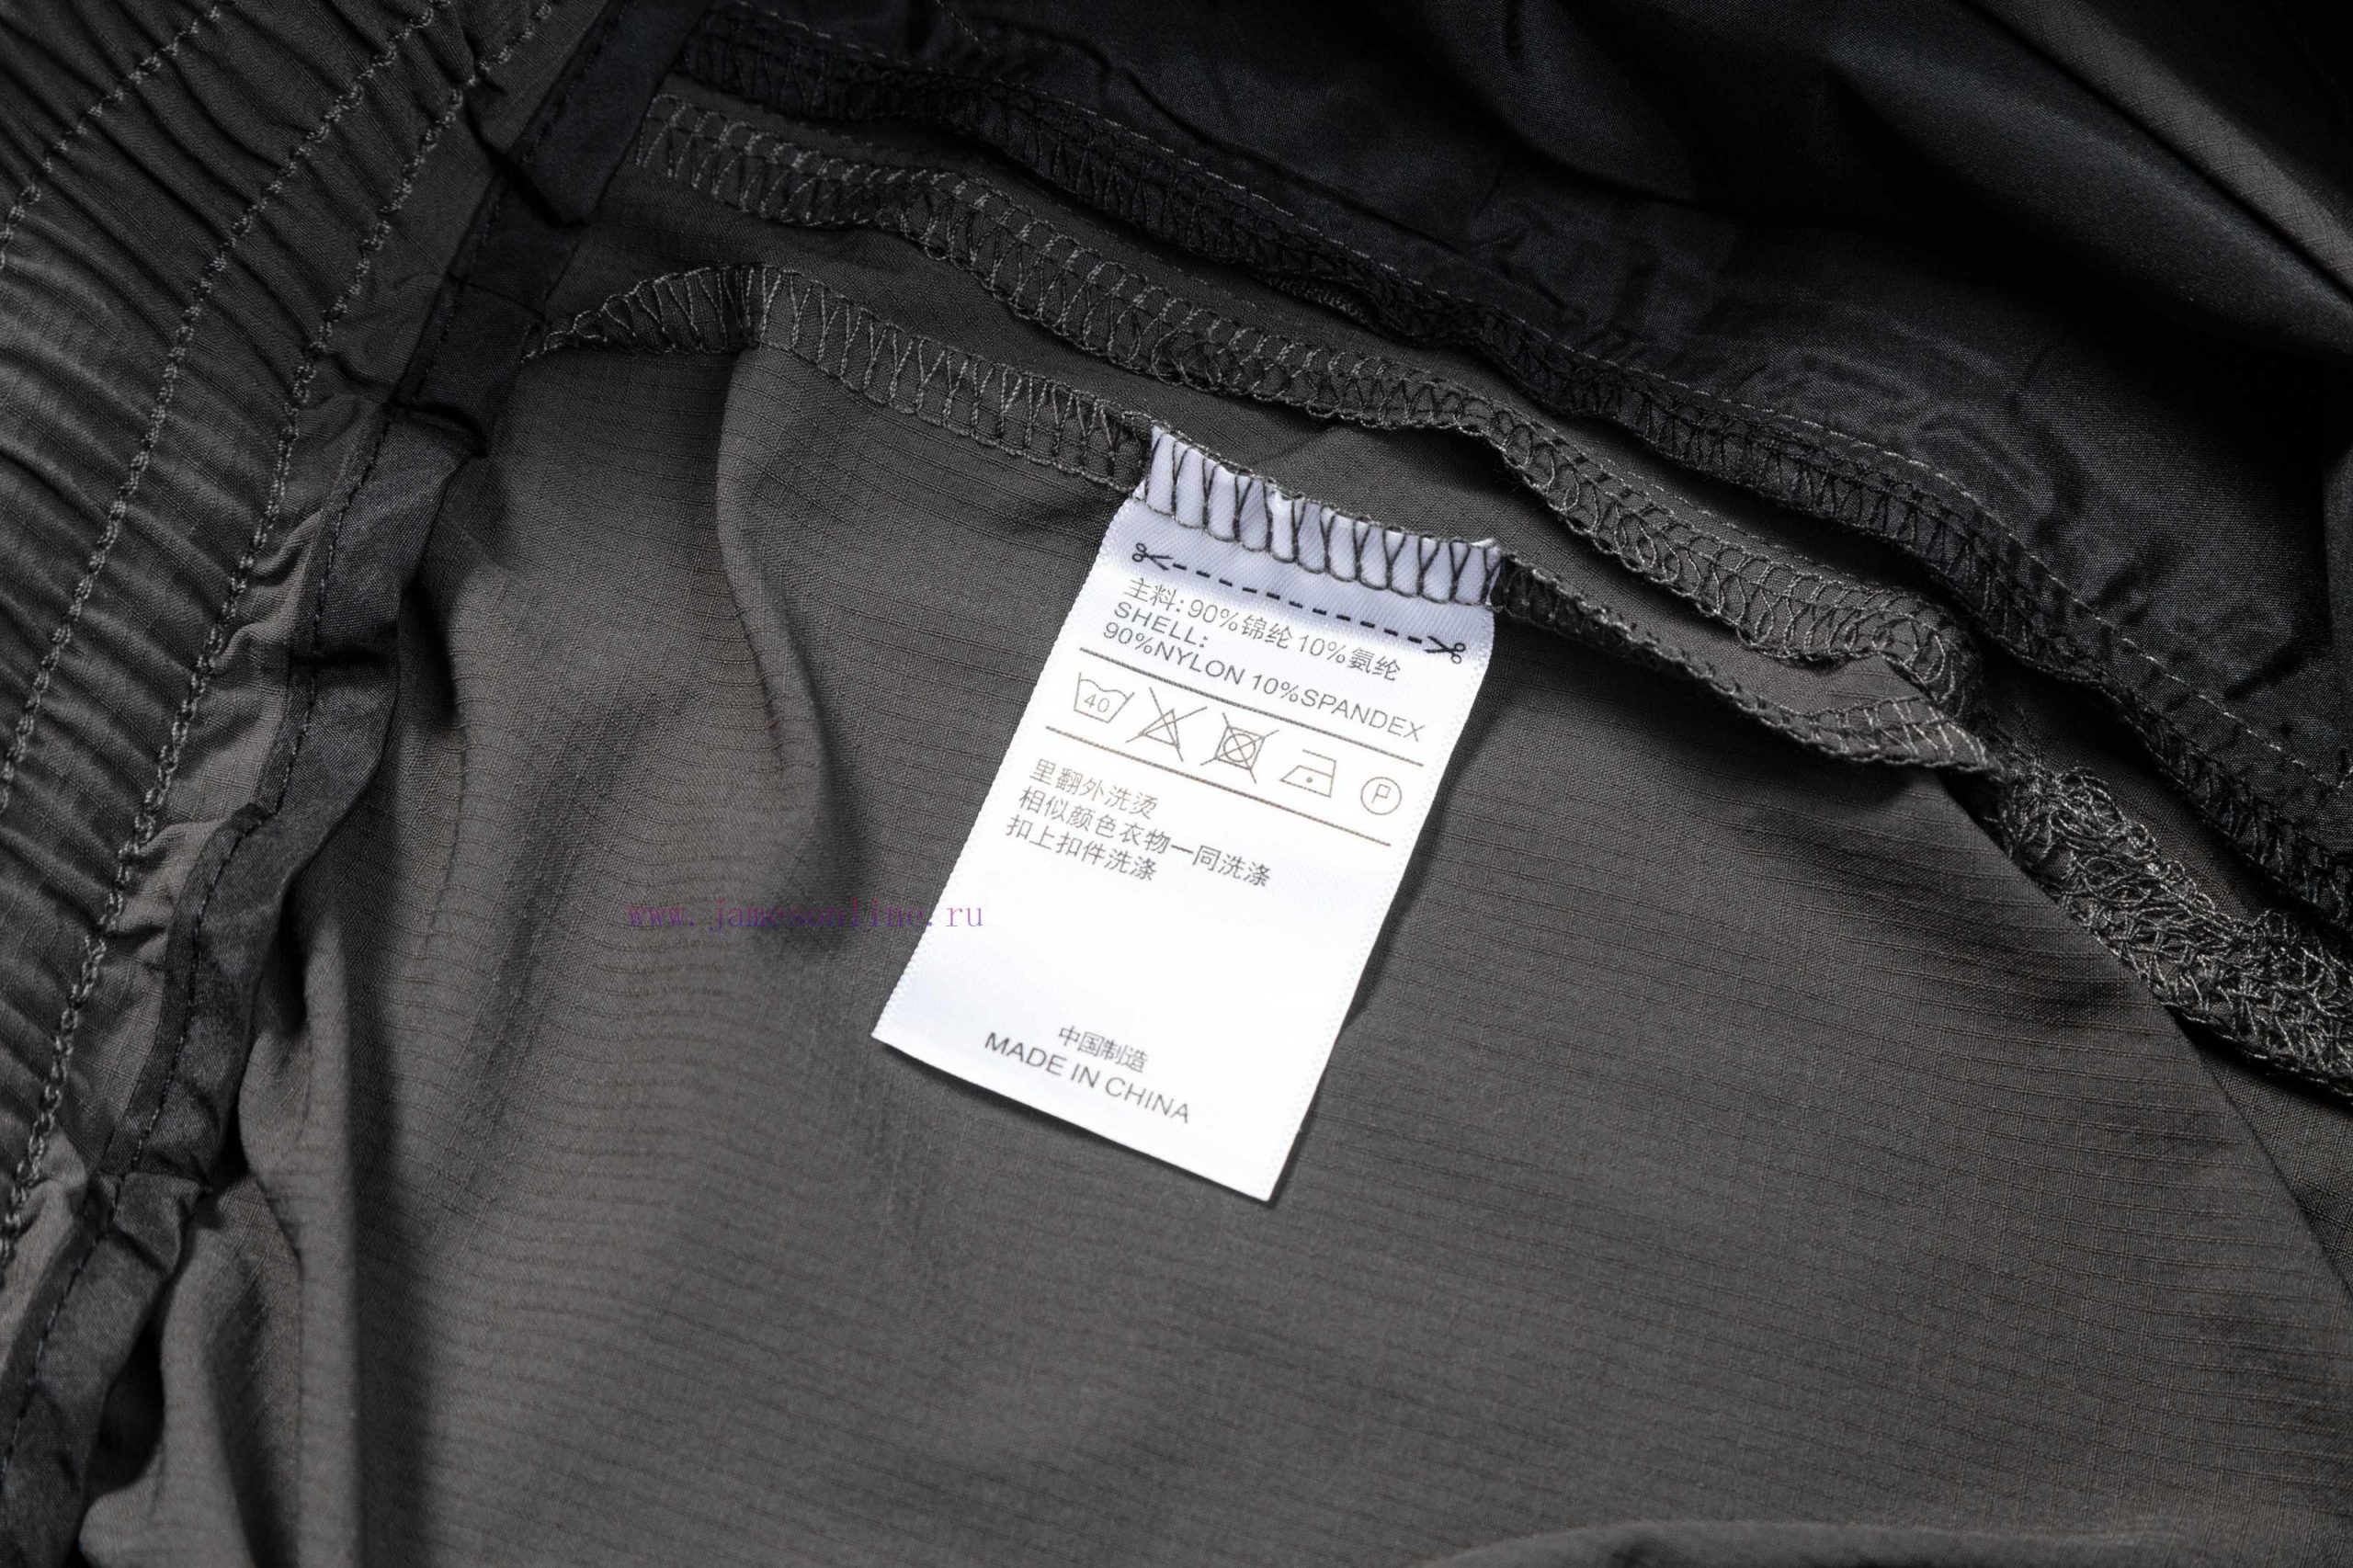 主料:90%锦纶 10%氨纶
SHELL:
90%NYLON 10%SPANDEX
40
P
里翻外洗烫
相似颜色衣物一同洗涤
扣上扣件洗涤
www.jamesonline.ru
中国制造
MADE IN CHINA